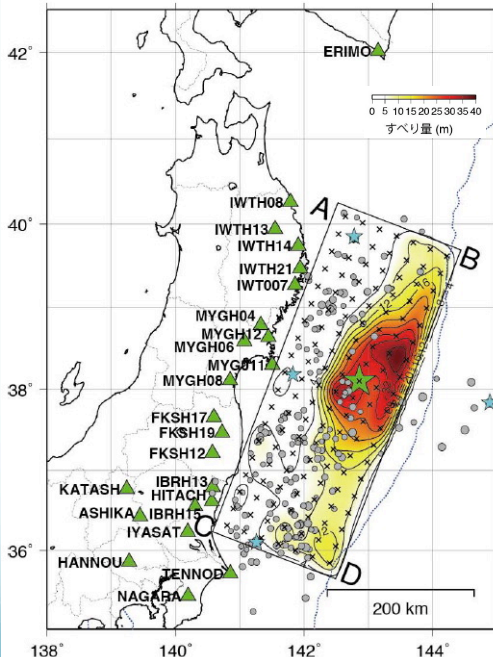 42°
40°
38°
36°
138°
140°
142°
144°
ERIMO
0 5 10 15 20 25 30 35 40
すべり量 (m)
A
B
C
D
IWTH08
IWTH13
IWTH14
IWTH21
IWT007
MYGH04
MYGH12
MYGH06
MYG011
MYGH08
FKSH17
FKSH19
FKSH12
IBRH13
HITACH
KATASH
IBRH15
ASHIKA
IYASAT
HANNOU
TENNOD
NAGARA
12
12
200 km